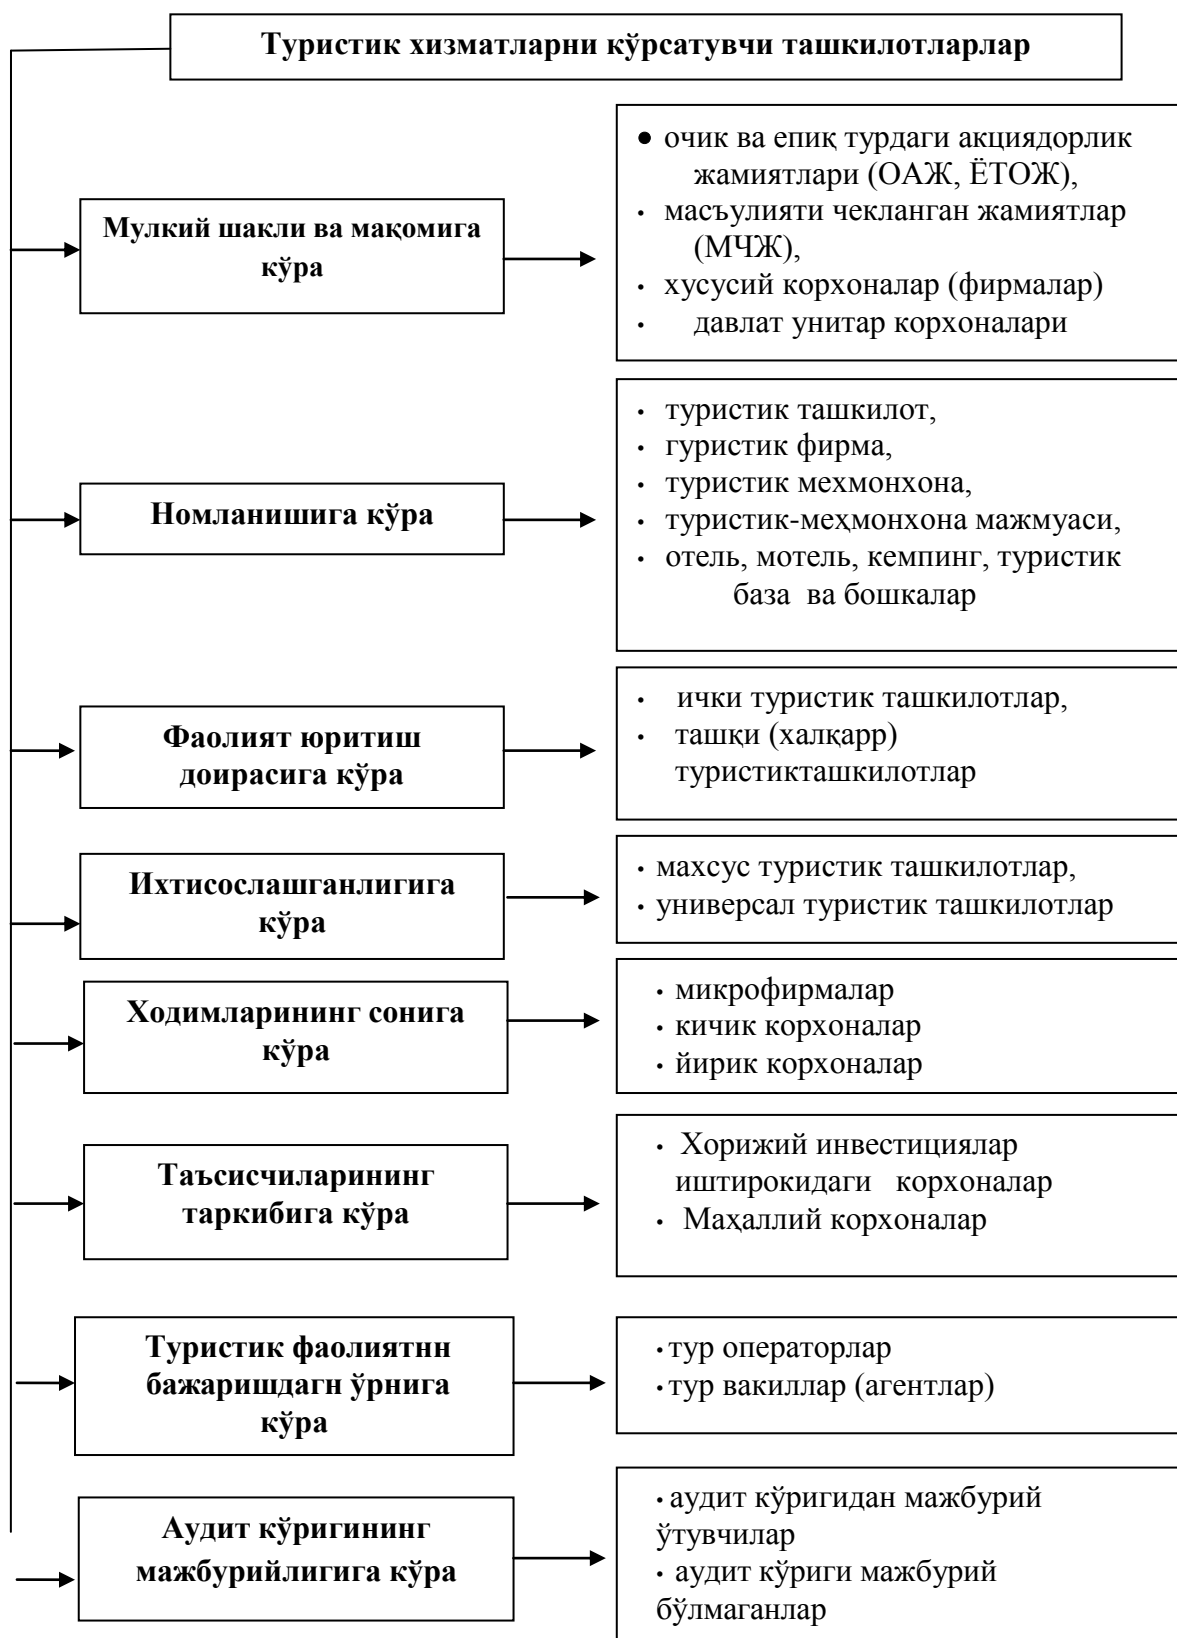 Туристик хизматларни кўрсатувчи ташкилотларлар
Мулкий шакли ва мақомига
кўра
● очик ва епиқ турдаги акциядорлик
жамиятлари (ОАЖ, ЁТОЖ),
• масъулияти чекланган жамиятлар
(МЧЖ),
• хусусий корхоналар (фирмалар)
• давлат унитар корхоналари
Номланишига кўра
• туристик ташкилот,
• гуристик фирма,
• туристик мехмонхона,
• туристик-меҳмонхона мажмуаси,
• отель, мотель, кемпинг, туристик
база ва бошкалар
Фаолият юритиш
доирасига кўра
• ички туристик ташкилотлар,
• ташқи (халқарр)
туристикташкилотлар
Ихтисослашганлигига
кўра
• махсус туристик ташкилотлар,
• универсал туристик ташкилотлар
Ходимларининг сонига
кўра
• микрофирмалар
• кичик корхоналар
• йирик корхоналар
Таъсисчиларининг
таркибига кўра
• Хорижий инвестициялар
иштирокидаги корхоналар
• Маҳаллий корхоналар
Туристик фаолиятнн
бажаришдагн ўрнига
кўра
• тур операторлар
• тур вакиллар (агентлар)
Аудит кўригининг
мажбурийлигига кўра
• аудит кўригидан мажбурий
ўтувчилар
• аудит кўриги мажбурий
бўлмаганлар